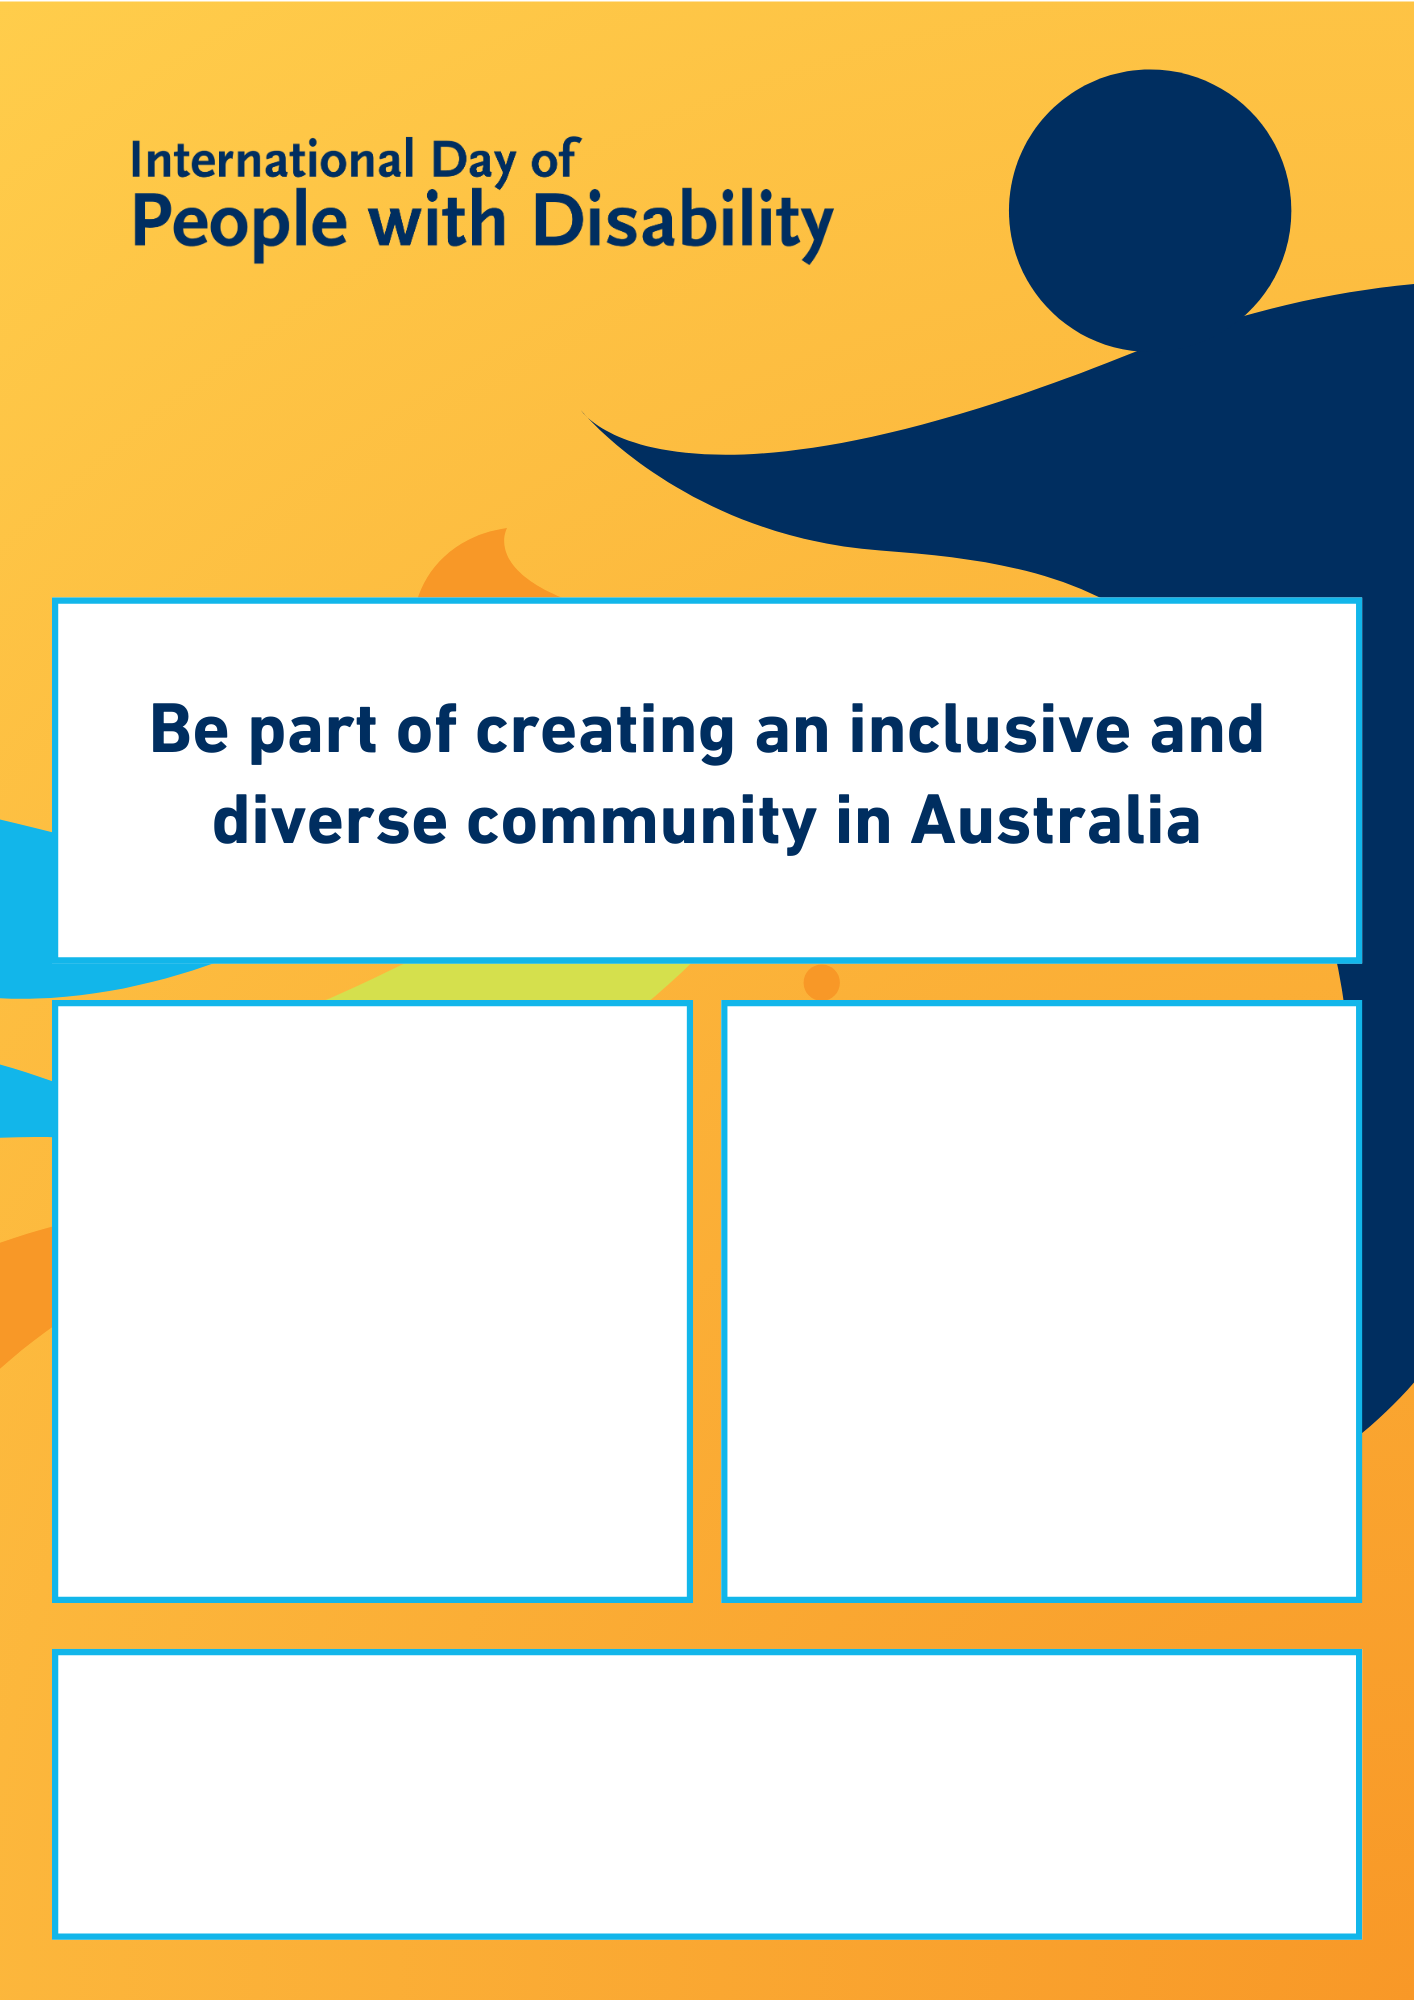 International Day of
People with Disability
Be part of creating an inclusive and
diverse community in Australia